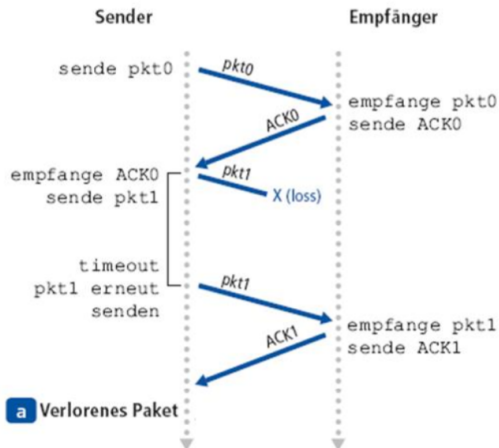 Sender
Empfänger
sende pkt0
pkt0
empfange pkt0
sende ACK0
ACK0
empfange ACK0
sende pkt1
pkt1
X (loss)
timeout
pkt1 erneut
senden
pkt1
empfange pkt1
sende ACK1
ACK1
a Verlorenes Paket